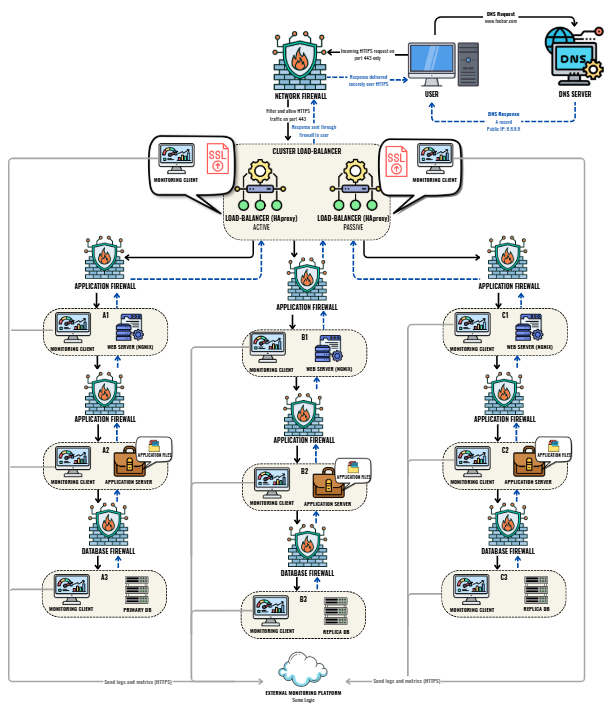 DNS Request
www.foobar.com
Incoming HTTPS request on
port 443 only
DNS
Response delivered
securely over HTTPS
NETWORK FIREWALL
USER
DNS SERVER
Filter and allow HTTPS
traffic on port 443
Response sent through
firewall to user
DNS Response
A record
Public IP: 8.8.8.8
CLUSTER LOAD-BALANCER
SSL
SSL
MONITORING CLIENT
MONITORING CLIENT
LOAD-BALANCER (HAproxy)
ACTIVE
LOAD-BALANCER (HAproxy)
PASSIVE
APPLICATION FIREWALL
APPLICATION FIREWALL
APPLICATION FIREWALL
A1
MONITORING CLIENT
WEB SERVER (NGNIX)
B1
MONITORING CLIENT
WEB SERVER (NGNIX)
C1
MONITORING CLIENT
WEB SERVER (NGNIX)
APPLICATION FIREWALL
APPLICATION FIREWALL
APPLICATION FIREWALL
A2
APPLICATION FILES
MONITORING CLIENT
APPLICATION SERVER
B2
APPLICATION FILES
MONITORING CLIENT
APPLICATION SERVER
C2
APPLICATION FILES
MONITORING CLIENT
APPLICATION SERVER
DATABASE FIREWALL
DATABASE FIREWALL
DATABASE FIREWALL
A3
MONITORING CLIENT
PRIMARY DB
B3
MONITORING CLIENT
REPLICA DB
C3
MONITORING CLIENT
REPLICA DB
Send logs and metrics (HTTPS)
Send logs and metrics (HTTPS)
EXTERNAL MONITORING PLATFORM
Sumo Logic